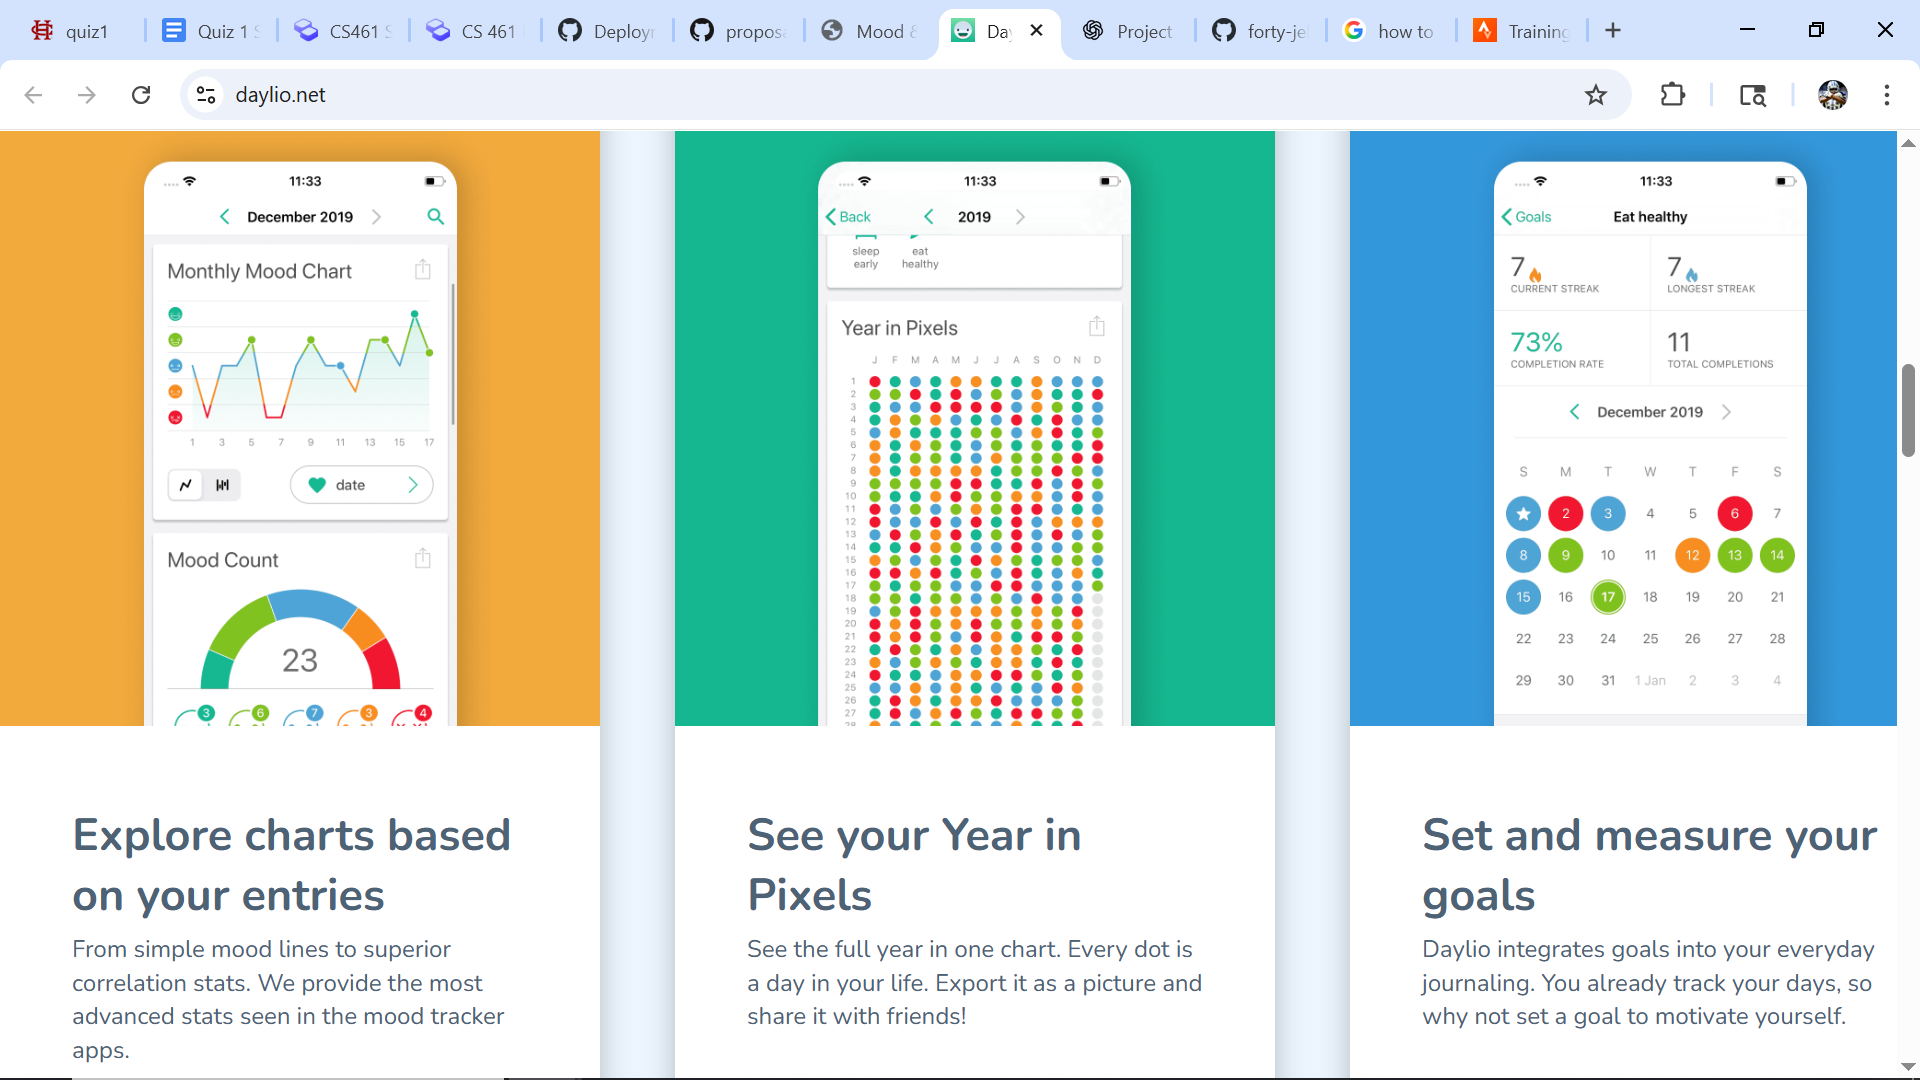 quiz1
Quiz 1 S
CS461 S
CS 461
Deploy
propos
Mood &
Day
Project
forty-je
how to
Training
daylio.net
11:33
December 2019
Monthly Mood Chart
1 3 5 7 9 11 13 15 17
date
Mood Count
23
3 6 7 3 4
Explore charts based
on your entries
From simple mood lines to superior
correlation stats. We provide the most
advanced stats seen in the mood tracker
apps.
11:33
Back
2019
sleep
early
eat
healthy
Year in Pixels
J F M A M J J A S O N D
1
2
3
4
5
6
7
8
9
10
11
12
13
14
15
16
17
18
19
20
21
22
23
24
25
26
27
28
See your Year in
Pixels
See the full year in one chart. Every dot is
a day in your life. Export it as a picture and
share it with friends!
11:33
Goals
Eat healthy
7
CURRENT STREAK
7
LONGEST STREAK
73%
COMPLETION RATE
11
TOTAL COMPLETIONS
December 2019
S M T W T F S
2 3 4 5 6 7
8 9 10 11 12 13 14
15 16 17 18 19 20 21
22 23 24 25 26 27 28
29 30 31 1 Jan 2 3 4
Set and measure your
goals
Daylio integrates goals into your everyday
journaling. You already track your days, so
why not set a goal to motivate yourself.